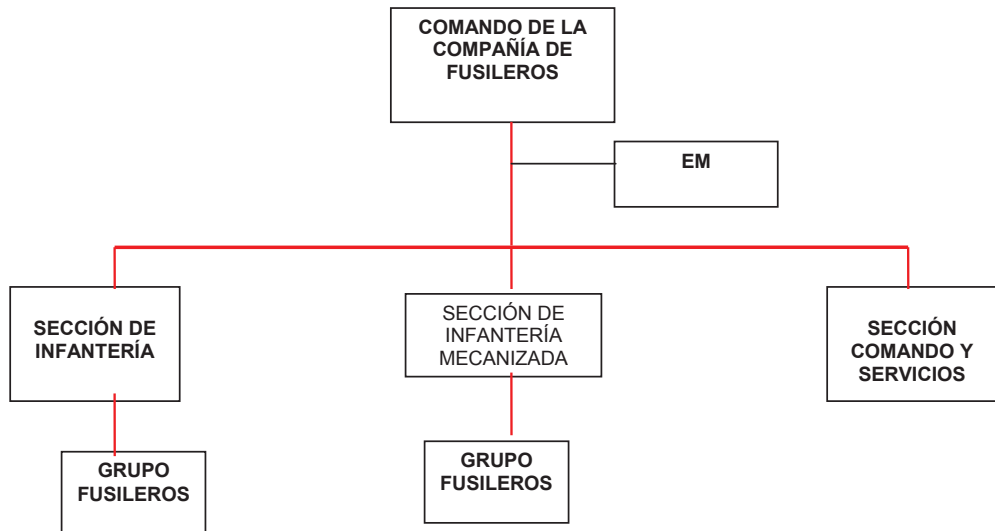 COMANDO DE LA
COMPAÑÍA DE
FUSILEROS
EM
SECCIÓN DE
INFANTERÍA
SECCIÓN DE
INFANTERÍA
MECANIZADA
SECCIÓN
COMANDO Y
SERVICIOS
GRUPO
FUSILEROS
GRUPO
FUSILEROS